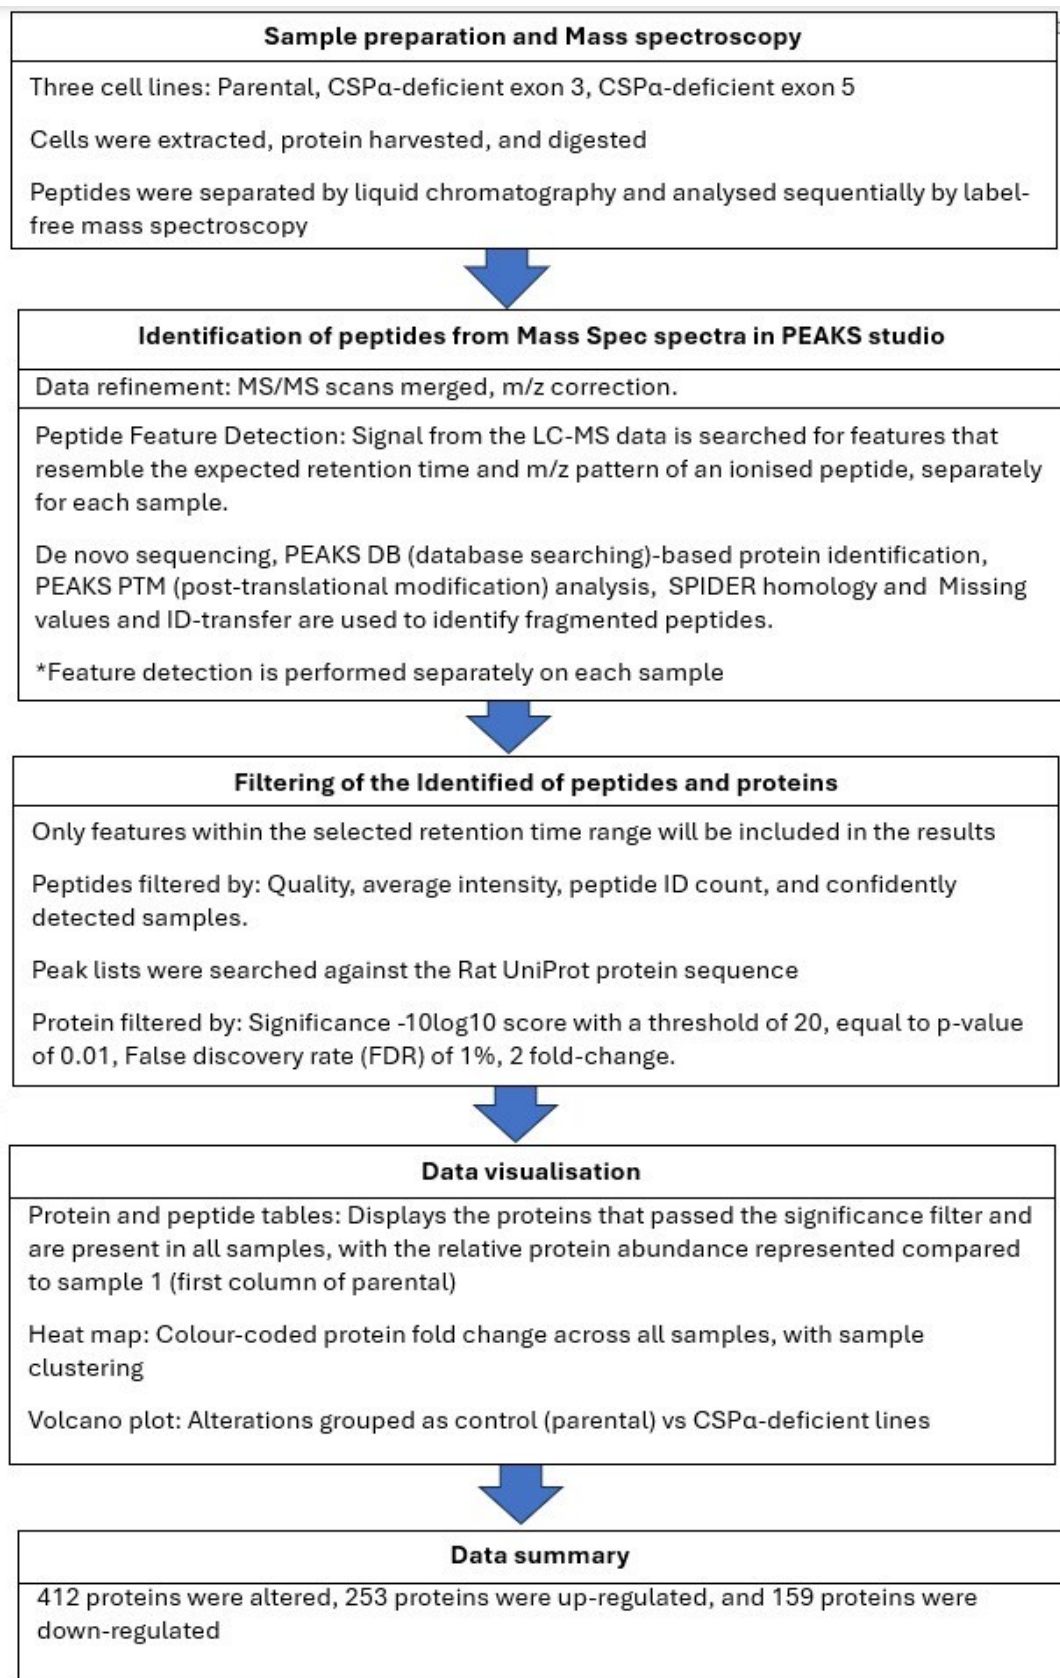 Sample preparation and Mass spectroscopy
Three cell lines: Parental, CSPα-deficient exon 3, CSPα-deficient exon 5
Cells were extracted, protein harvested, and digested
Peptides were separated by liquid chromatography and analysed sequentially by label-
free mass spectroscopy
Identification of peptides from Mass Spec spectra in PEAKS studio
Data refinement: MS/MS scans merged, m/z correction.
Peptide Feature Detection: Signal from the LC-MS data is searched for features that
resemble the expected retention time and m/z pattern of an ionised peptide, separately
for each sample.
De novo sequencing, PEAKS DB (database searching)-based protein identification,
PEAKS PTM (post-translational modification) analysis, SPIDER homology and Missing
values and ID-transfer are used to identify fragmented peptides.
*Feature detection is performed separately on each sample
Filtering of the Identified of peptides and proteins
Only features within the selected retention time range will be included in the results
Peptides filtered by: Quality, average intensity, peptide ID count, and confidently
detected samples.
Peak lists were searched against the Rat UniProt protein sequence
Protein filtered by: Significance -10log10 score with a threshold of 20, equal to p-value
of 0.01, False discovery rate (FDR) of 1%, 2 fold-change.
Data visualisation
Protein and peptide tables: Displays the proteins that passed the significance filter and
are present in all samples, with the relative protein abundance represented compared
to sample 1 (first column of parental)
Heat map: Colour-coded protein fold change across all samples, with sample
clustering
Volcano plot: Alterations grouped as control (parental) vs CSPα-deficient lines
Data summary
412 proteins were altered, 253 proteins were up-regulated, and 159 proteins were
down-regulated